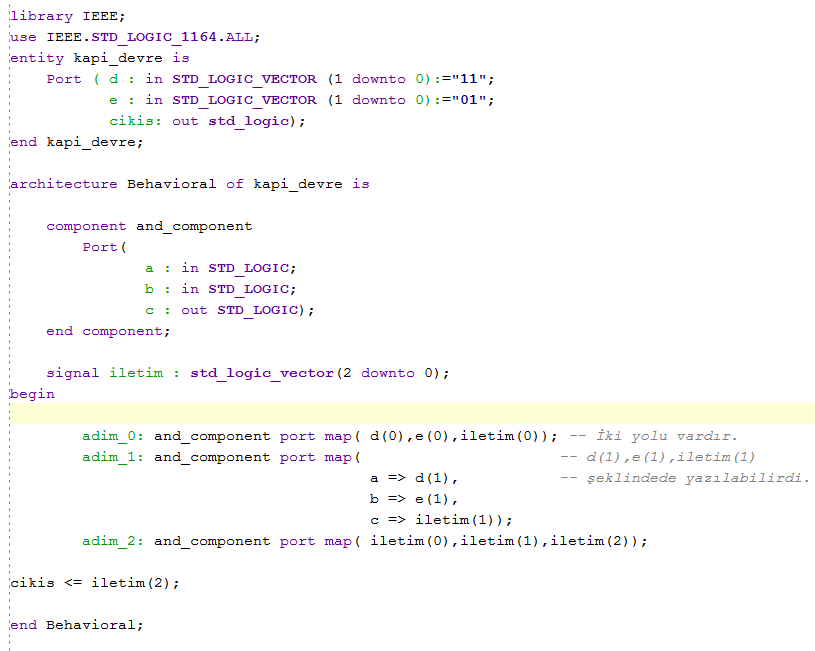 library IEEE;
use IEEE.STD_LOGIC_1164.ALL;
entity kapi_devre is
    Port ( d : in STD_LOGIC_VECTOR (1 downto 0):="11";
           e : in STD_LOGIC_VECTOR (1 downto 0):="01";
           cikis: out std_logic);
end kapi_devre;

architecture Behavioral of kapi_devre is

    component and_component
        Port(
               a : in STD_LOGIC;
               b : in STD_LOGIC;
               c : out STD_LOGIC);
    end component;

    signal iletim : std_logic_vector(2 downto 0);
begin

        adim_0: and_component port map( d(0),e(0),iletim(0)); -- İki yolu vardır.
        adim_1: and_component port map(                      -- d(1),e(1),iletim(1)
                                        a => d(1),           -- şeklindede yazılabilirdi.
                                        b => e(1),
                                        c => iletim(1));
        adim_2: and_component port map( iletim(0),iletim(1),iletim(2));

cikis <= iletim(2);

end Behavioral;